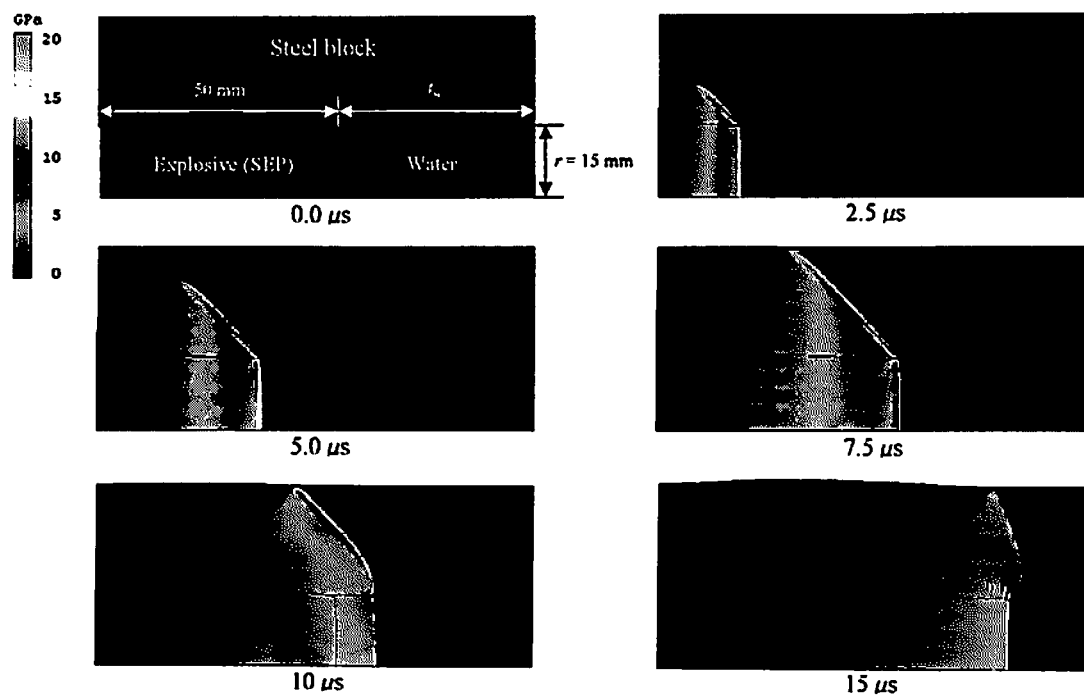 GPa
20
15
10
5
0
Steel block
50 mm
Explosive (SEP)
Water
r = 15 mm
0.0 μs
2.5 μs
5.0 μs
7.5 μs
10 μs
15 μs